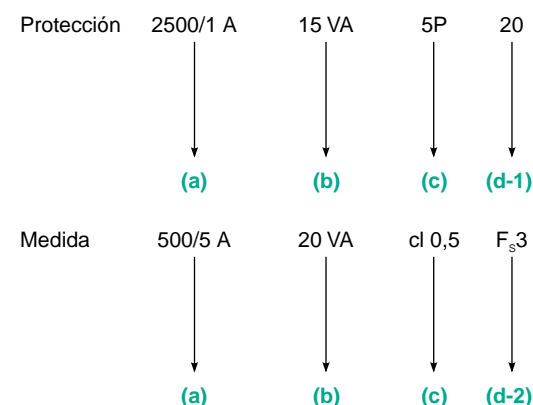 Protección 2500/1 A 15 VA 5P 20
(a) (b) (c) (d-1)
Medida 500/5 A 20 VA cl 0,5 Fs3
(a) (b) (c) (d-2)